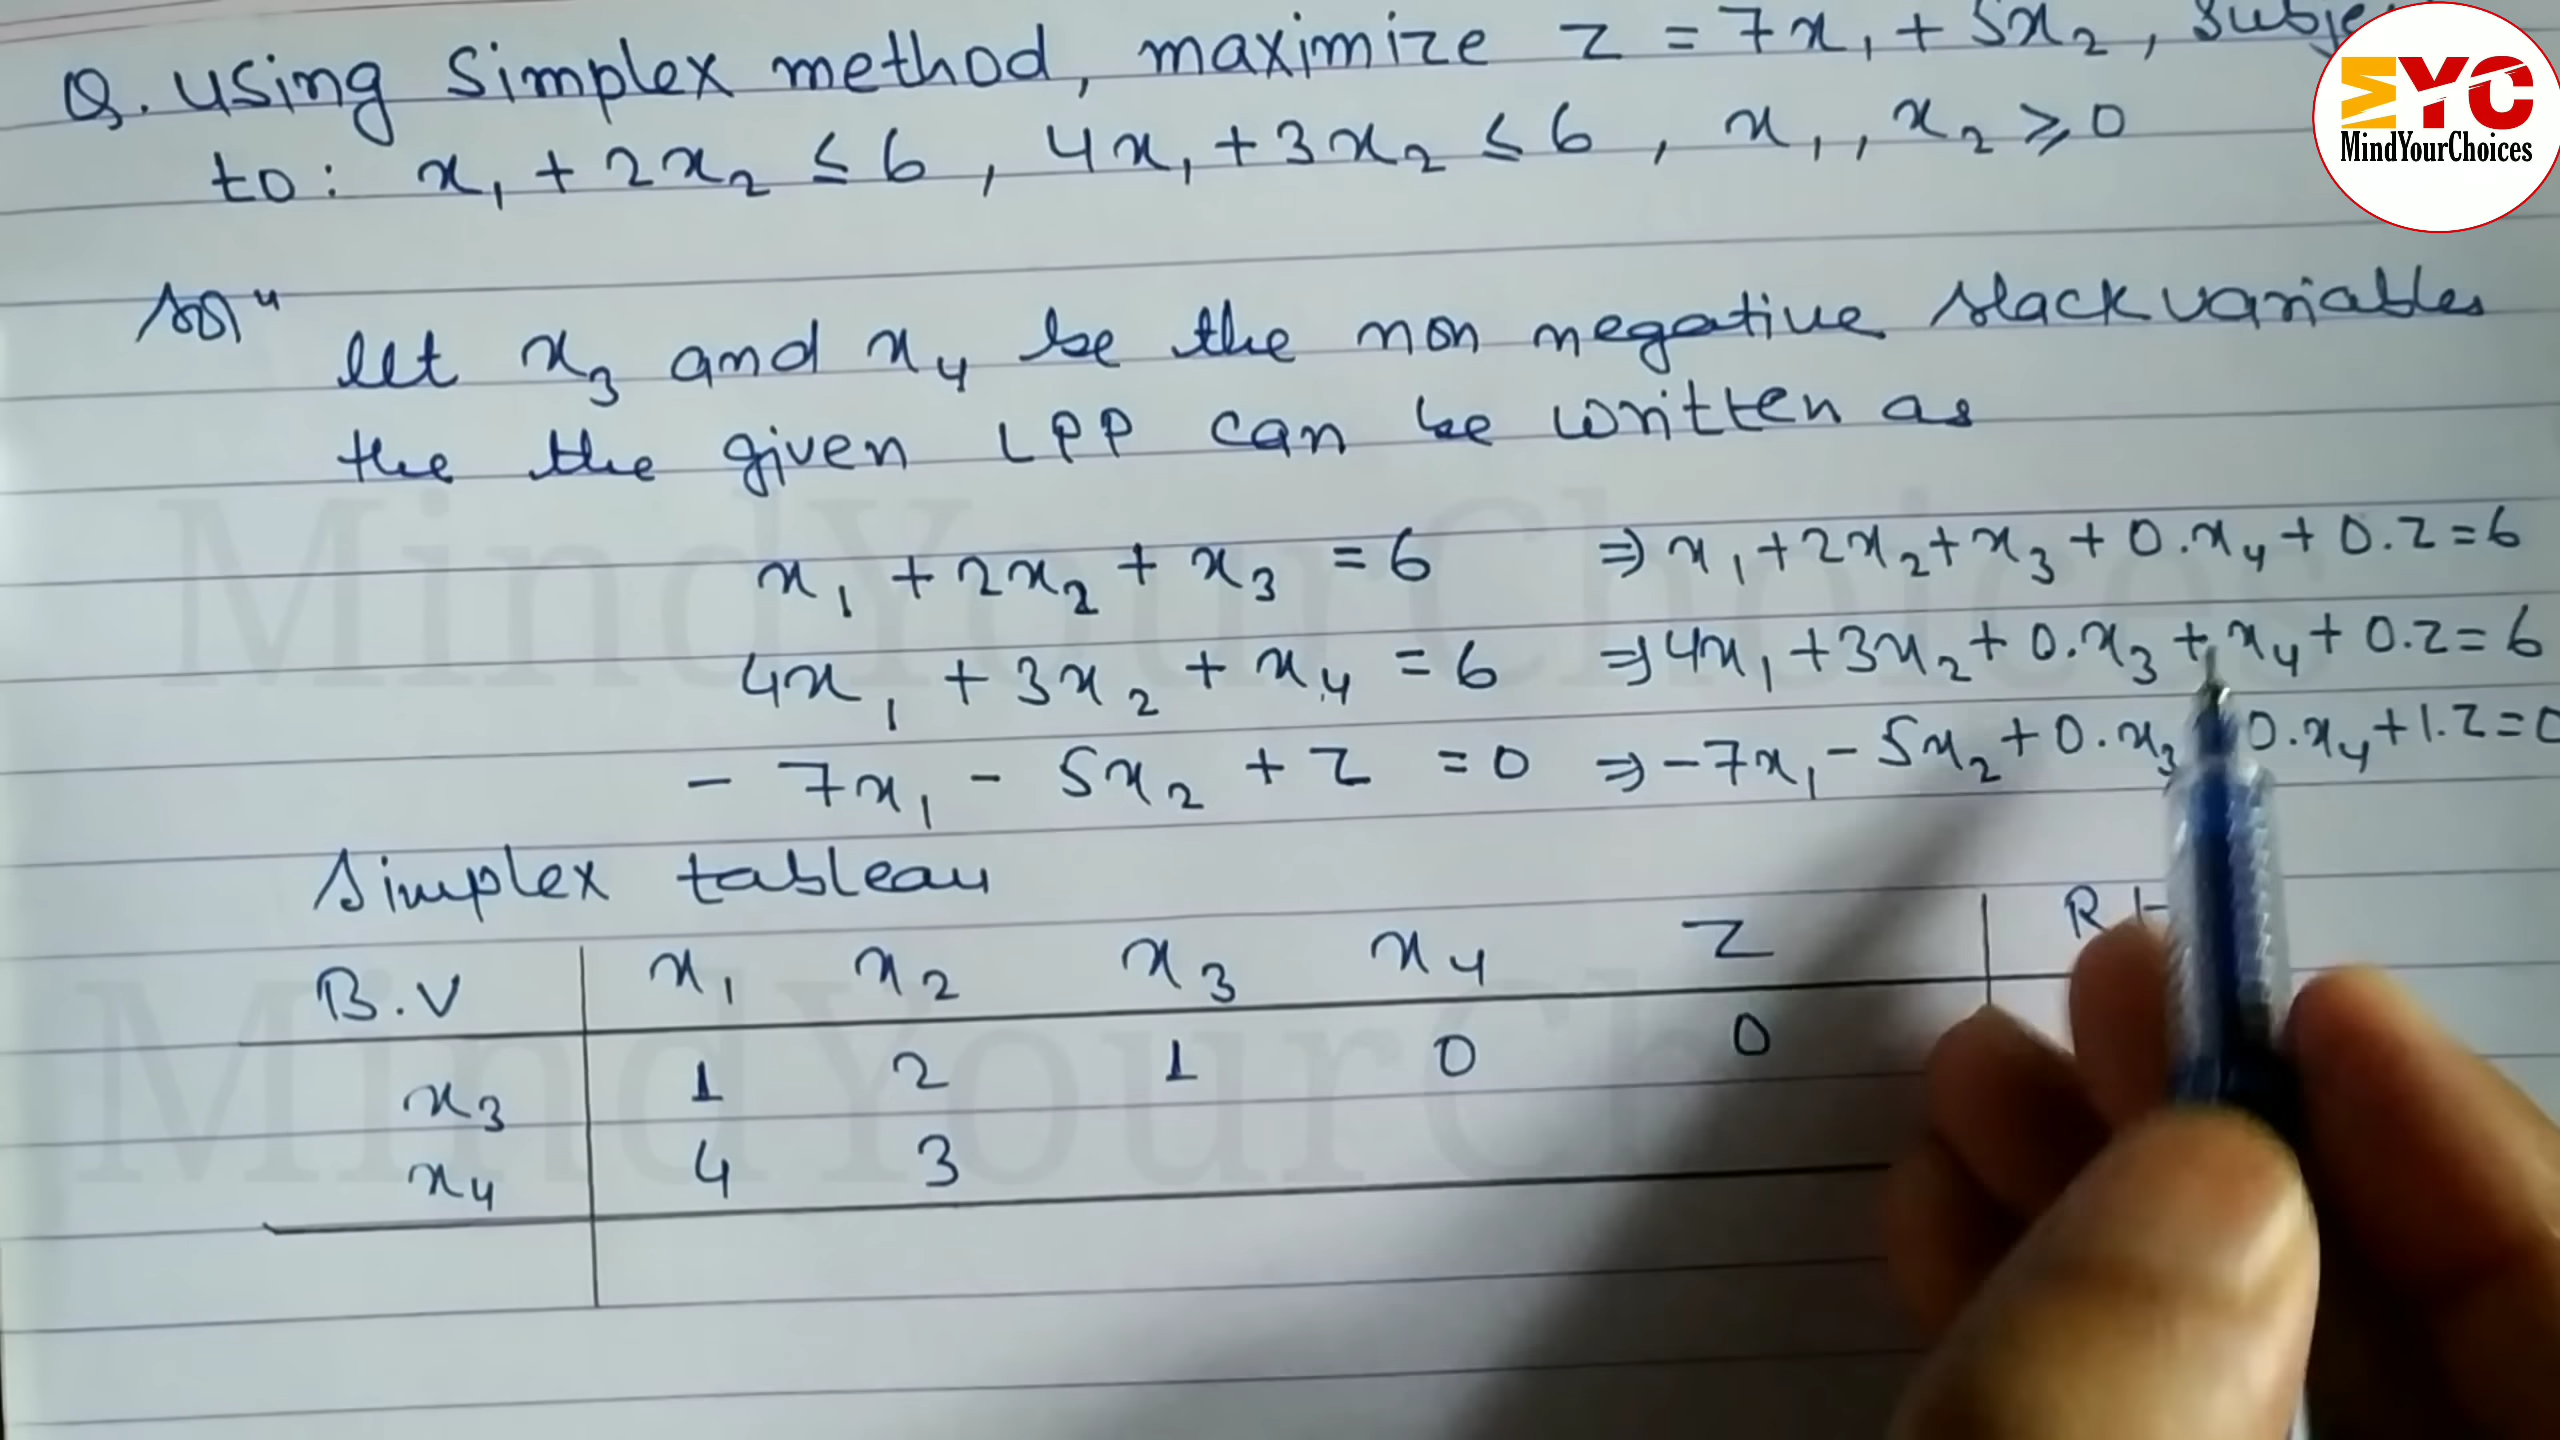 Q. Using Simplex method, maximize Z = 7x₁ + 5x₂, subje
to: x₁ + 2x₂ ≤ 6, 4x₁ + 3x₂ ≤ 6, x₁, x₂ ≥ 0
MYC
MindYourChoices
Solⁿ
let x₃ and x₄ be the non negative slack variables
the the given LPP can be written as
x₁ + 2x₂ + x₃ = 6 ⇒ x₁ + 2x₂ + x₃ + 0.x₄ + 0.Z = 6
4x₁ + 3x₂ + x₄ = 6 ⇒ 4x₁ + 3x₂ + 0.x₃ + x₄ + 0.Z = 6
- 7x₁ - 5x₂ + Z = 0 ⇒ -7x₁ - 5x₂ + 0.x₃ 0.x₄ + 1.Z = 0
Simplex tableau
B.V x₁ x₂ x₃ x₄ Z R H
x₃ 1 2 1 0 0
x₄ 4 3
MindYourChoices
MindYourCh